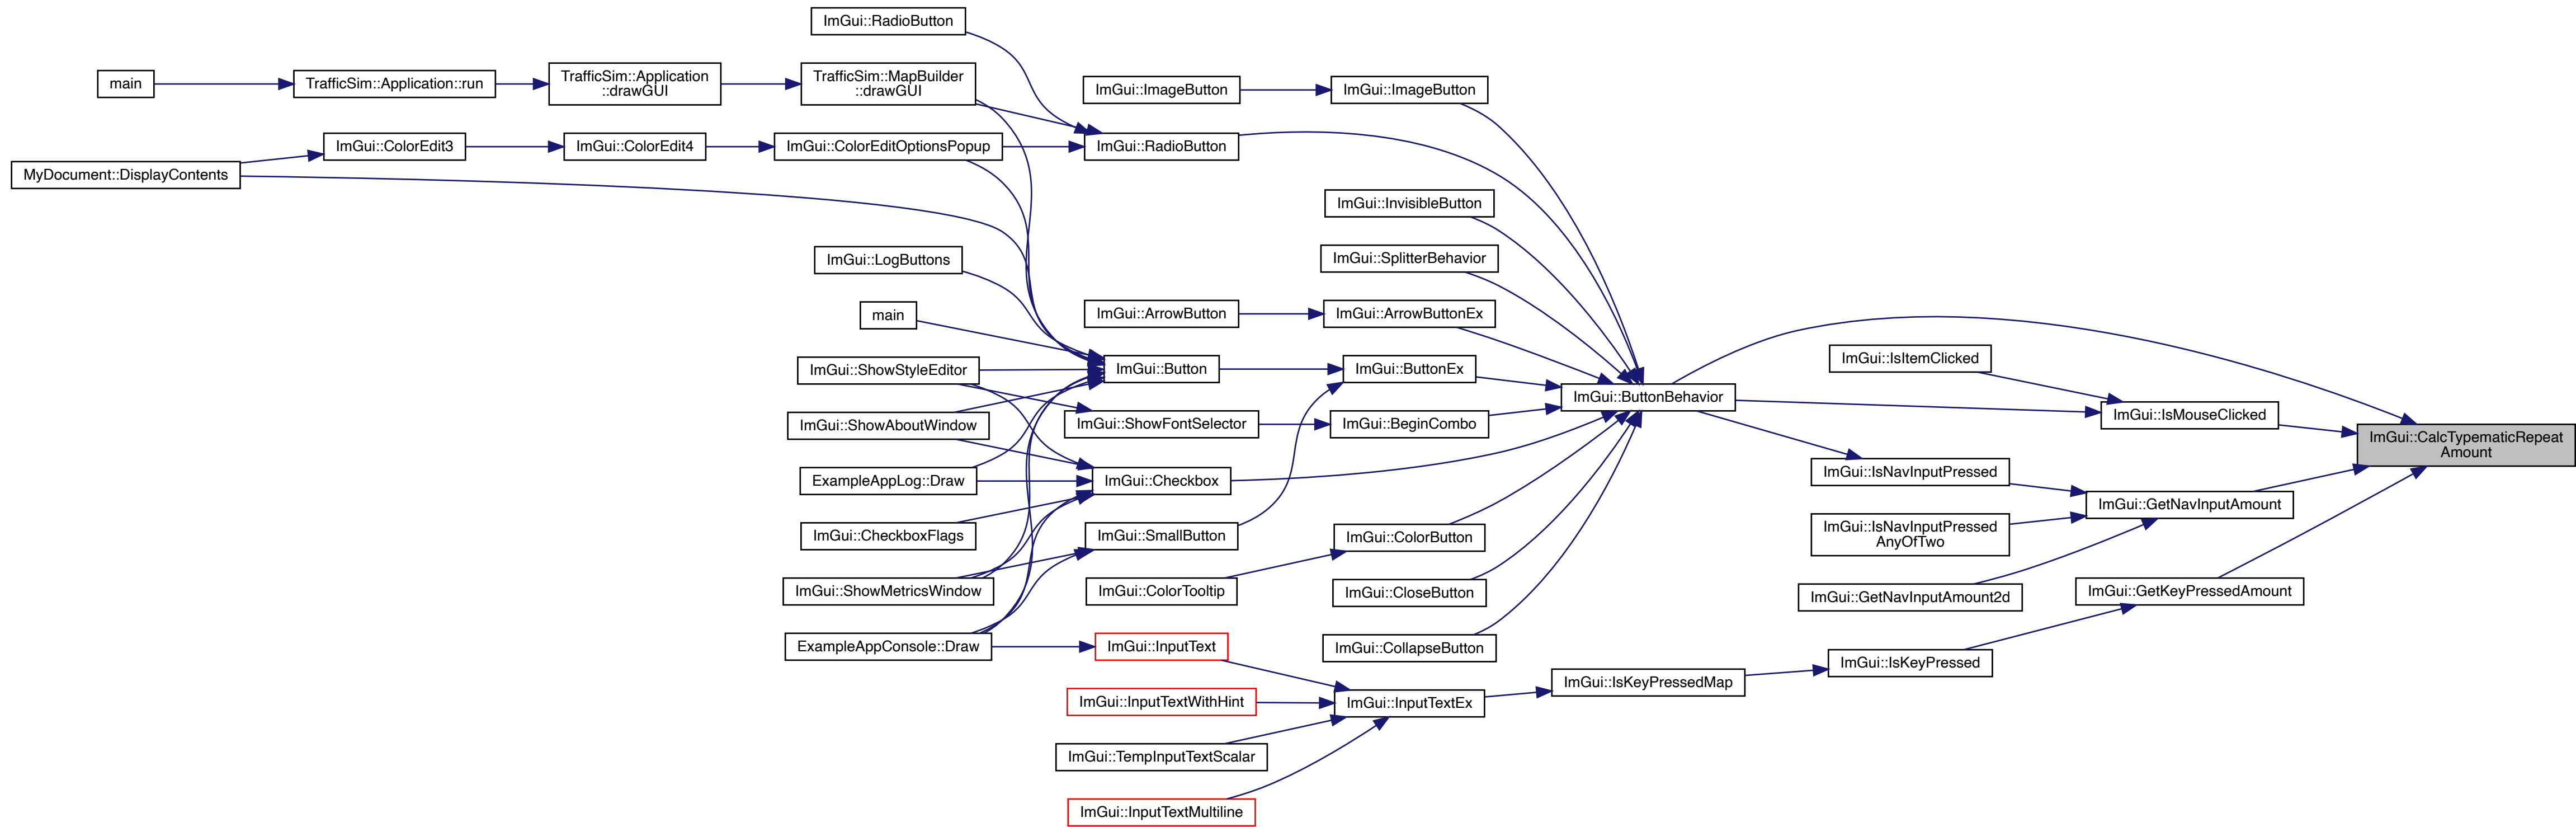 ImGui::RadioButton
main
TrafficSim::Application::run
TrafficSim::Application
::drawGUI
TrafficSim::MapBuilder
::drawGUI
ImGui::ImageButton
ImGui::ImageButton
MyDocument::DisplayContents
ImGui::ColorEdit3
ImGui::ColorEdit4
ImGui::ColorEditOptionsPopup
ImGui::RadioButton
ImGui::InvisibleButton
ImGui::LogButtons
ImGui::SplitterBehavior
main
ImGui::ArrowButton
ImGui::ArrowButtonEx
ImGui::ShowStyleEditor
ImGui::Button
ImGui::ButtonEx
ImGui::ButtonBehavior
ImGui::IsItemClicked
ImGui::IsMouseClicked
ImGui::CalcTypematicRepeat
Amount
ImGui::ShowAboutWindow
ImGui::ShowFontSelector
ImGui::BeginCombo
ExampleAppLog::Draw
ImGui::Checkbox
ImGui::IsNavInputPressed
ImGui::GetNavInputAmount
ImGui::CheckboxFlags
ImGui::SmallButton
ImGui::ColorButton
ImGui::IsNavInputPressed
AnyOfTwo
ImGui::ShowMetricsWindow
ImGui::ColorTooltip
ImGui::CloseButton
ImGui::GetNavInputAmount2d
ImGui::GetKeyPressedAmount
ExampleAppConsole::Draw
ImGui::InputText
ImGui::CollapseButton
ImGui::IsKeyPressed
ImGui::InputTextWithHint
ImGui::InputTextEx
ImGui::IsKeyPressedMap
ImGui::TempInputTextScalar
ImGui::InputTextMultiline